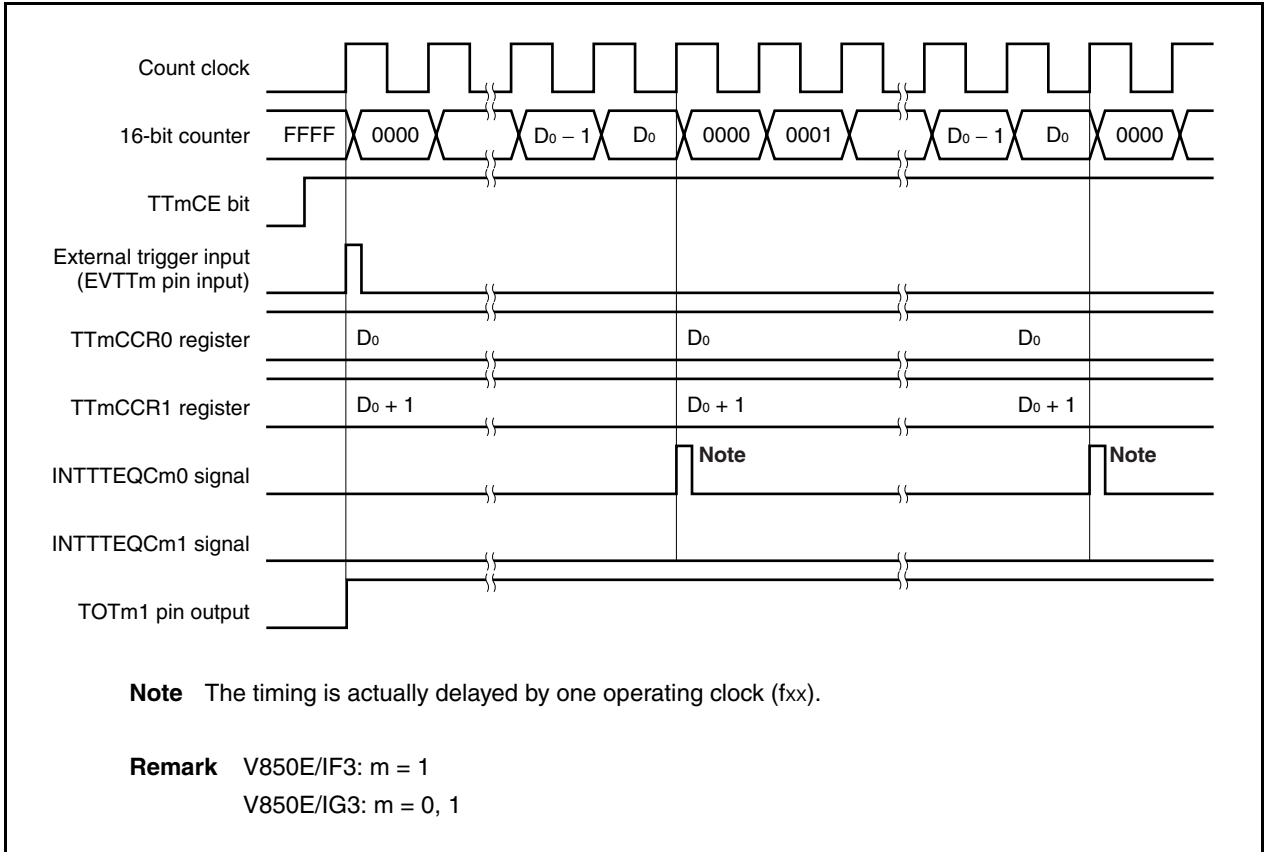 Count clock
16-bit counter FFFF 0000 D0 − 1 D0 0000 0001 D0 − 1 D0 0000
TTmCE bit
External trigger input
(EVTTm pin input)
TTmCCR0 register D0 D0 D0
TTmCCR1 register D0 + 1 D0 + 1 D0 + 1
INTTTEQCm0 signal Note Note
INTTTEQCm1 signal
TOTm1 pin output
Note The timing is actually delayed by one operating clock (fxx).
Remark V850E/IF3: m = 1
V850E/IG3: m = 0, 1